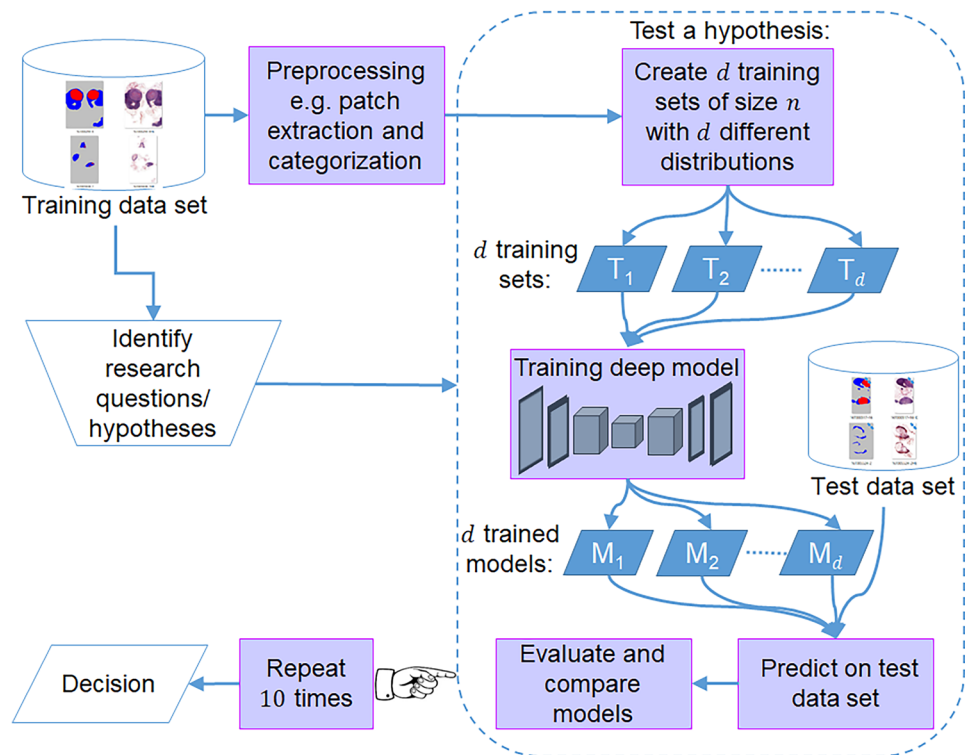 Training data set
Preprocessing
e.g. patch
extraction and
categorization
Test a hypothesis:
Create d training
sets of size n
with d different
distributions
d training
sets:
T1
T2
Td
Identify
research
questions/
hypotheses
Training deep model
Test data set
d trained
models:
M1
M2
Md
Predict on test
data set
Evaluate and
compare
models
Repeat
10 times
Decision